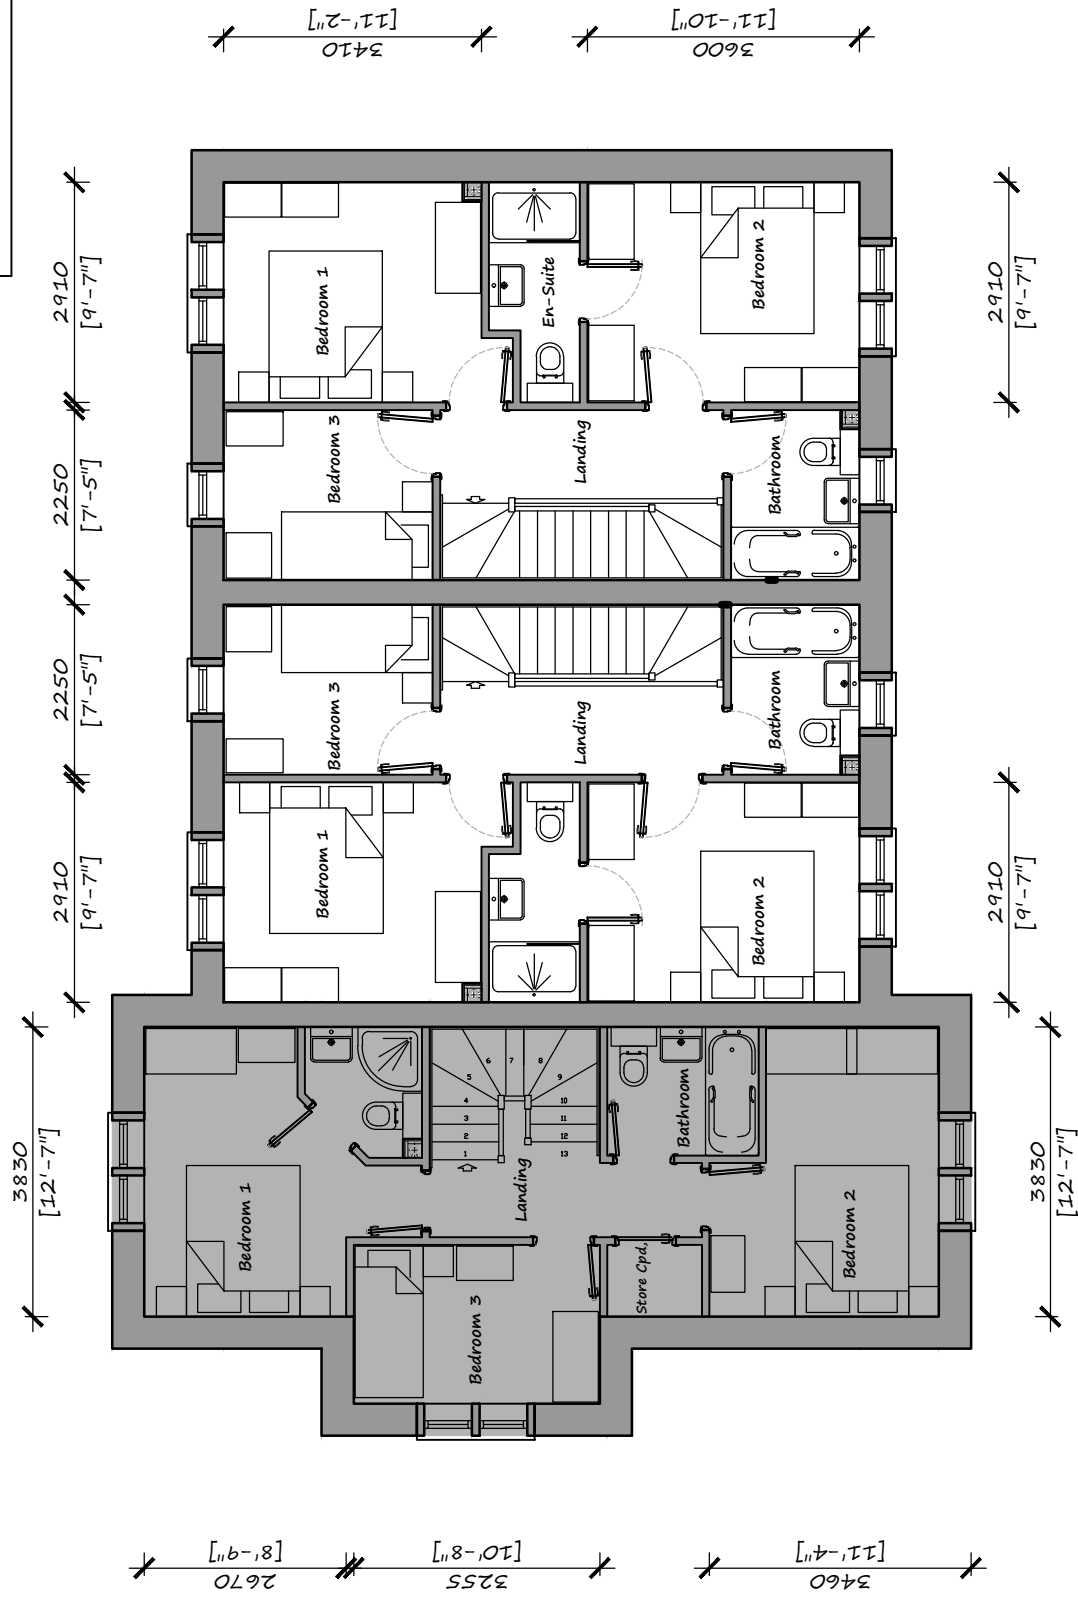 3410
[11'-2"]
3600
[11'-10"]
2910
[9'-7"]
2250
[7'-5"]
2250
[7'-5"]
2910
[9'-7"]
3830
[12'-7"]
2910
[9'-7"]
2910
[9'-7"]
3830
[12'-7"]
Bedroom 1
En-Suite
Bedroom 2
Bedroom 3
Landing
Bathroom
Bedroom 3
Landing
Bathroom
Bedroom 1
Bedroom 2
6 7 8
5 9
4 10
3 11
2 12
1 13
Bathroom
Landing
Bedroom 1
Bedroom 2
Store Cpd,
Bedroom 3
2670
[8'-9"]
3255
[10'-8"]
3460
[11'-4"]